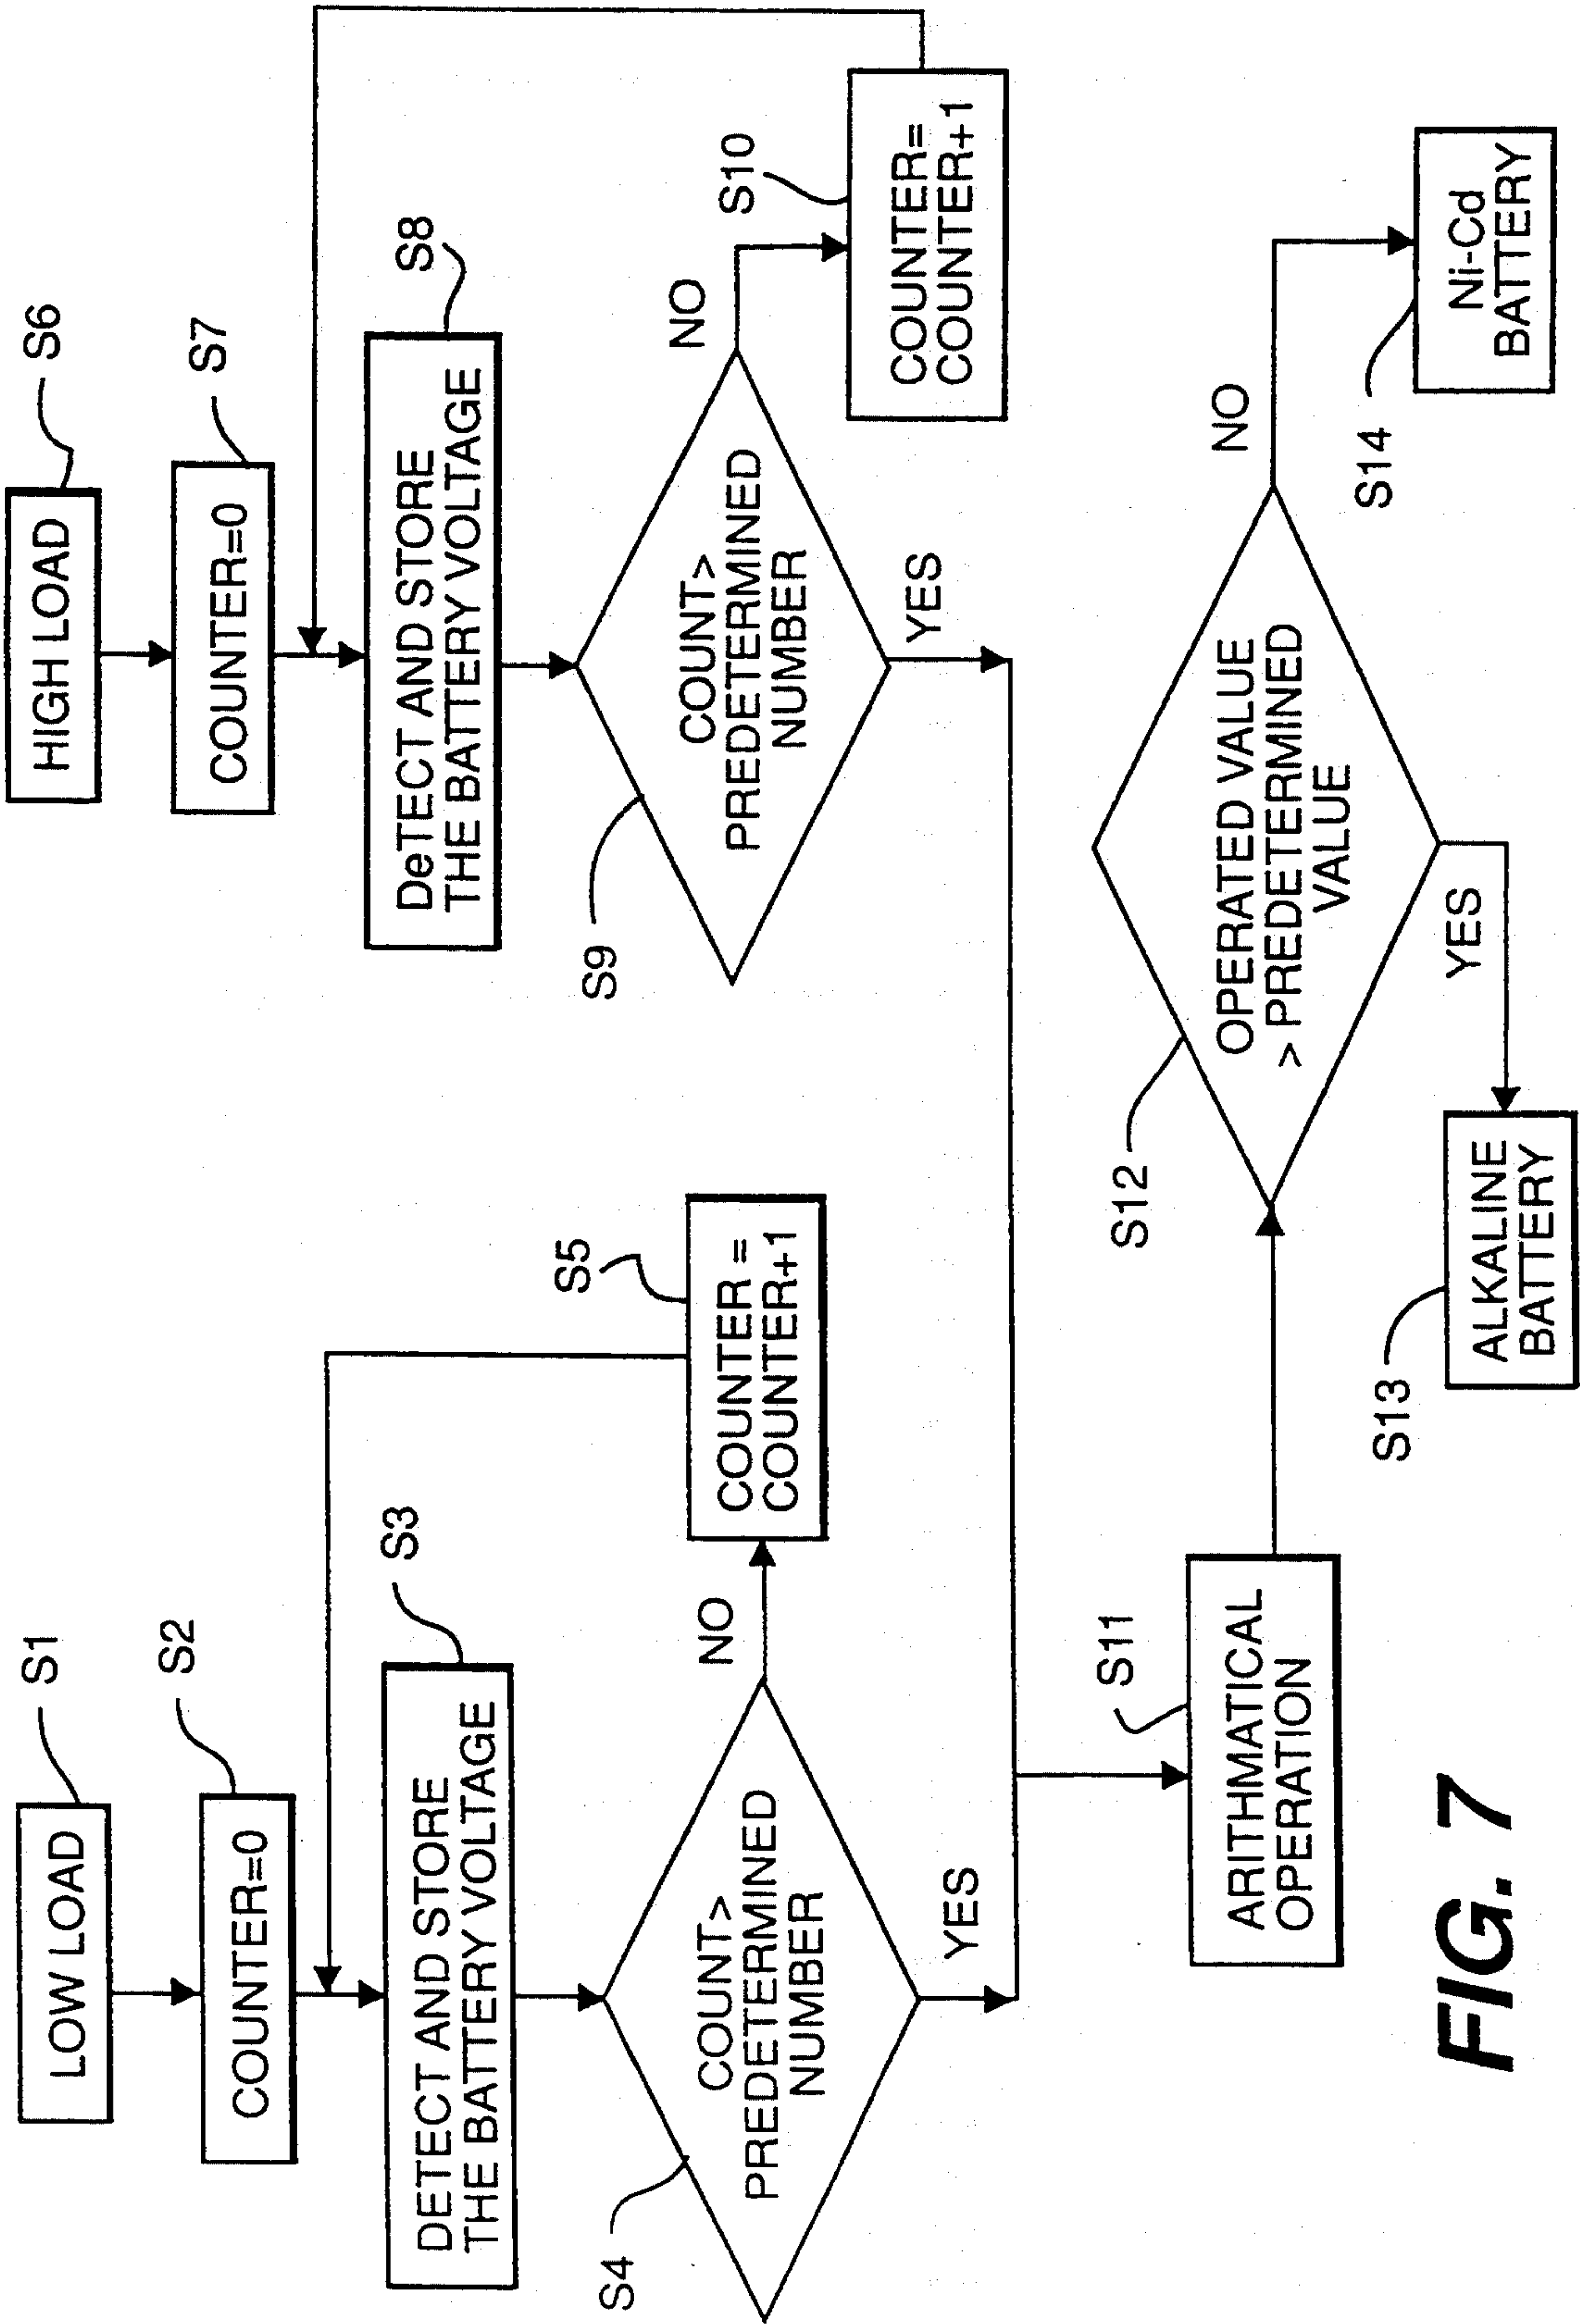 S1
LOW LOAD
S2
COUNTER=0
S3
DETECT AND STORE
THE BATTERY VOLTAGE
S4
COUNT>
PREDETERMINED
NUMBER
NO
YES
S5
COUNTER =
COUNTER+1
S6
HIGH LOAD
S7
COUNTER=0
S8
DeTECT AND STORE
THE BATTERY VOLTAGE
S9
COUNT>
PREDETERMINED
NUMBER
NO
YES
S10
COUNTER=
COUNTER+1
S11
ARITHMATICAL
OPERATION
S12
OPERATED VALUE
> PREDETERMINED
VALUE
NO
YES
S13
ALKALINE
BATTERY
S14
Ni-Cd
BATTERY
FIG. 7